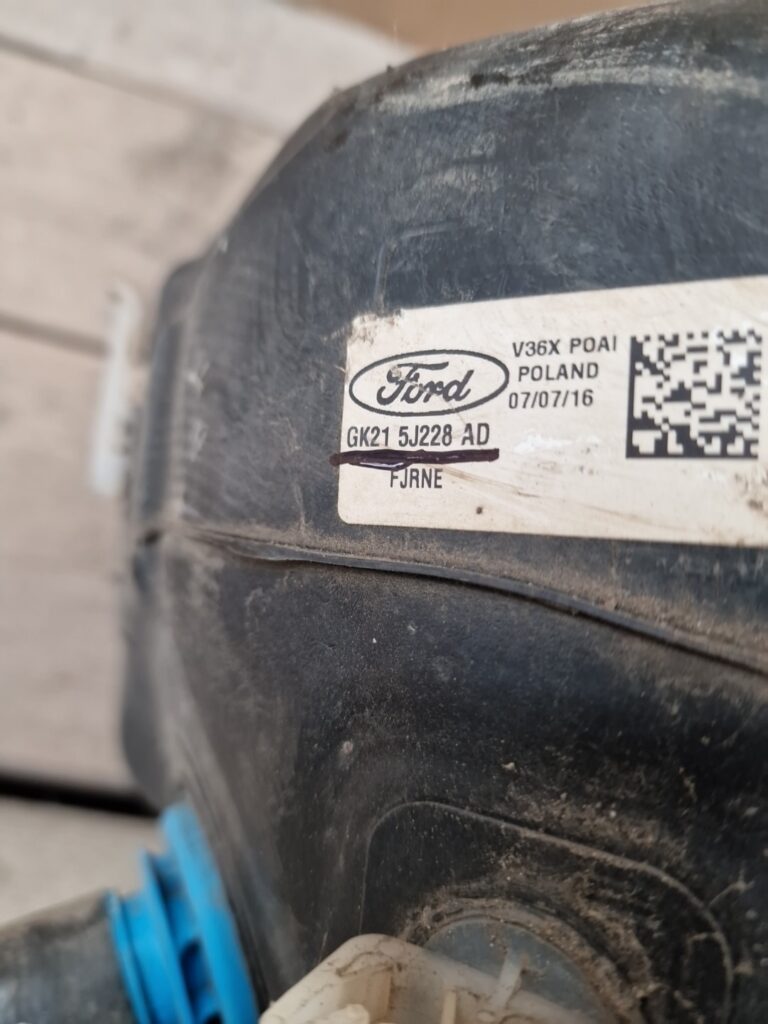 Ford
V36X POAI
POLAND
07/07/16
GK21 5J228 AD
FJRNE